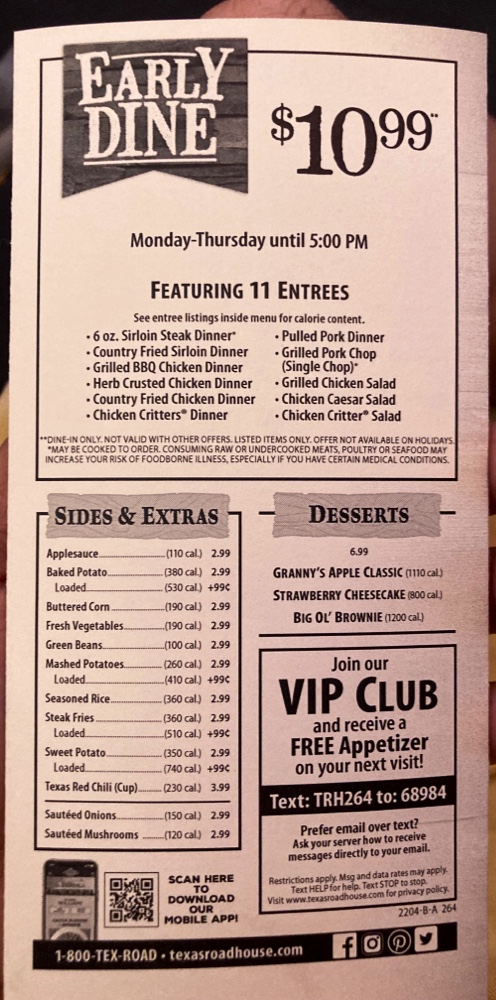 EARLY
DINE
$10.99**
Monday-Thursday until 5:00 PM
FEATURING 11 ENTREES
See entree listings inside menu for calorie content.
• 6 oz. Sirloin Steak Dinner*
• Country Fried Sirloin Dinner
• Grilled BBQ Chicken Dinner
• Herb Crusted Chicken Dinner
• Country Fried Chicken Dinner
• Chicken Critters® Dinner
• Pulled Pork Dinner
• Grilled Pork Chop
(Single Chop)*
• Grilled Chicken Salad
• Chicken Caesar Salad
• Chicken Critter® Salad
**DINE-IN ONLY. NOT VALID WITH OTHER OFFERS. LISTED ITEMS ONLY. OFFER NOT AVAILABLE ON HOLIDAYS.
*MAY BE COOKED TO ORDER. CONSUMING RAW OR UNDERCOOKED MEATS, POULTRY OR SEAFOOD MAY
INCREASE YOUR RISK OF FOODBORNE ILLNESS, ESPECIALLY IF YOU HAVE CERTAIN MEDICAL CONDITIONS.
SIDES & EXTRAS
Applesauce (110 cal.) 2.99
Baked Potato (380 cal.) 2.99
Loaded (530 cal.) +99¢
Buttered Corn (190 cal.) 2.99
Fresh Vegetables (190 cal.) 2.99
Green Beans (100 cal.) 2.99
Mashed Potatoes (260 cal.) 2.99
Loaded (410 cal.) +99¢
Seasoned Rice (360 cal.) 2.99
Steak Fries (360 cal.) 2.99
Loaded (510 cal.) +99¢
Sweet Potato (350 cal.) 2.99
Loaded (740 cal.) +99¢
Texas Red Chili (Cup) (230 cal.) 3.99
Sautéed Onions (150 cal.) 2.99
Sautéed Mushrooms (120 cal.) 2.99
DESSERTS
6.99
GRANNY'S APPLE CLASSIC (1110 cal.)
STRAWBERRY CHEESECAKE (800 cal.)
BIG OL' BROWNIE (1200 cal.)
Join our
VIP CLUB
and receive a
FREE Appetizer
on your next visit!
Text: TRH264 to: 68984
Prefer email over text?
Ask your server how to receive
messages directly to your email.
Restrictions apply. Msg and data rates may apply.
Text HELP for help. Text STOP to stop.
Visit www.texasroadhouse.com for privacy policy.
2204-B-A 264
SCAN HERE
TO
DOWNLOAD
OUR
MOBILE APP!
1-800-TEX-ROAD • texasroadhouse.com